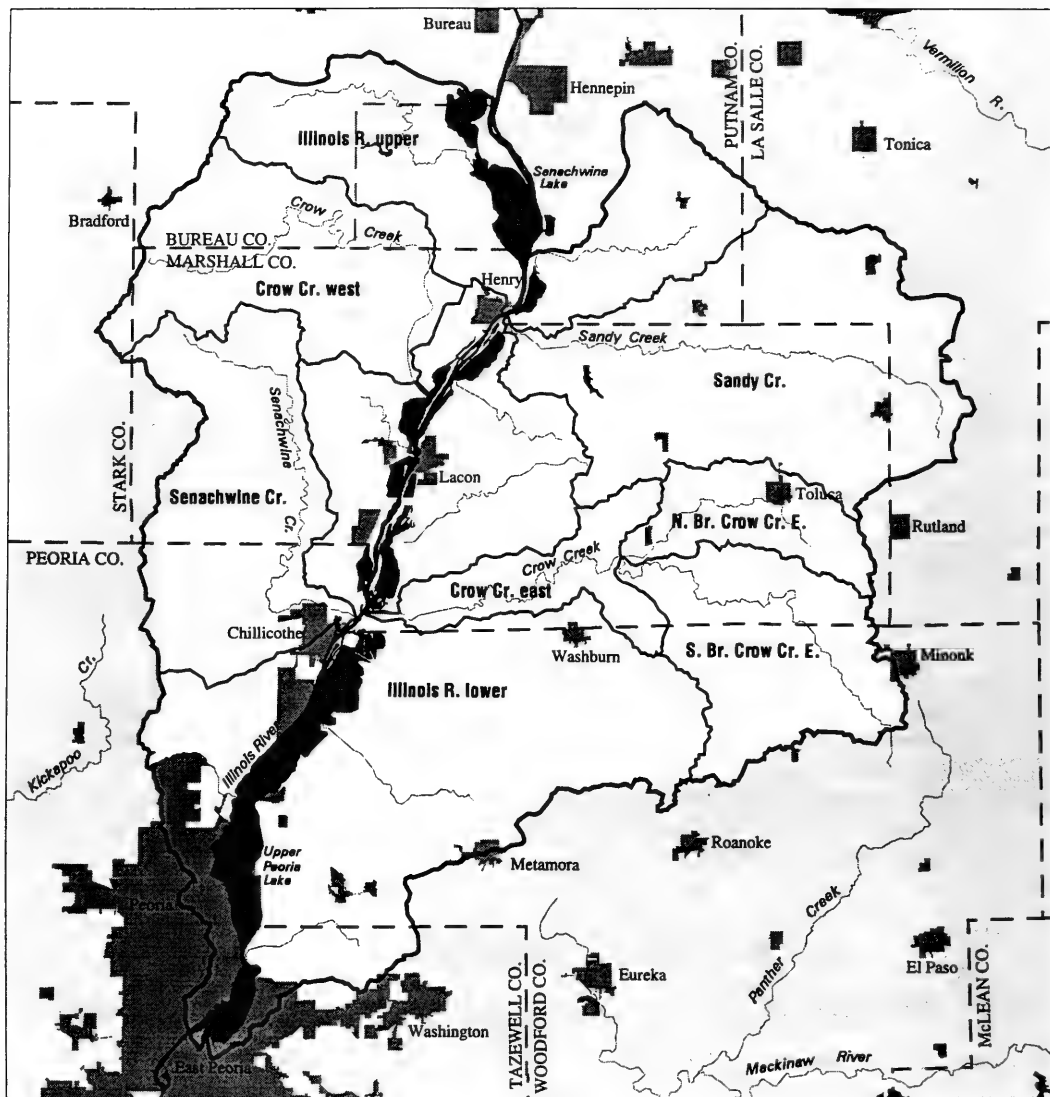 Bureau
Hennepin
PUTNAM CO.
LA SALLE CO.
Vermilion
R.
Tonica
Illinois R. upper
Senachwine
Lake
Bradford
Crow
Creek
BUREAU CO.
MARSHALL CO.
Henry
Crow Cr. west
Sandy Creek
Sandy Cr.
Senachwine
Cr.
STARK CO.
Senachwine Cr.
Lacon
Toluca
N. Br. Crow Cr. E.
Rutland
PEORIA CO.
Crow Creek
Crow Cr. east
Chillicothe
Washburn
S. Br. Crow Cr. E.
Minonk
Illinois R. lower
Cr.
Kickapoo
Illinois River
Upper
Peoria
Lake
Metamora
Roanoke
Peoria
Creek
Panther
Eureka
El Paso
McLEAN CO.
Washington
TAZEWELL CO.
WOODFORD CO.
East Peoria
Mackinaw River